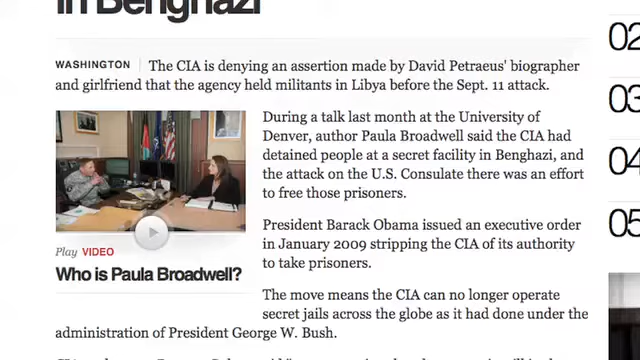 in Benghazi
WASHINGTON The CIA is denying an assertion made by David Petraeus' biographer
and girlfriend that the agency held militants in Libya before the Sept. 11 attack.
During a talk last month at the University of
Denver, author Paula Broadwell said the CIA had
detained people at a secret facility in Benghazi, and
the attack on the U.S. Consulate there was an effort
to free those prisoners.
Play VIDEO
Who is Paula Broadwell?
President Barack Obama issued an executive order
in January 2009 stripping the CIA of its authority
to take prisoners.
The move means the CIA can no longer operate
secret jails across the globe as it had done under the
administration of President George W. Bush.
02
03
04
05